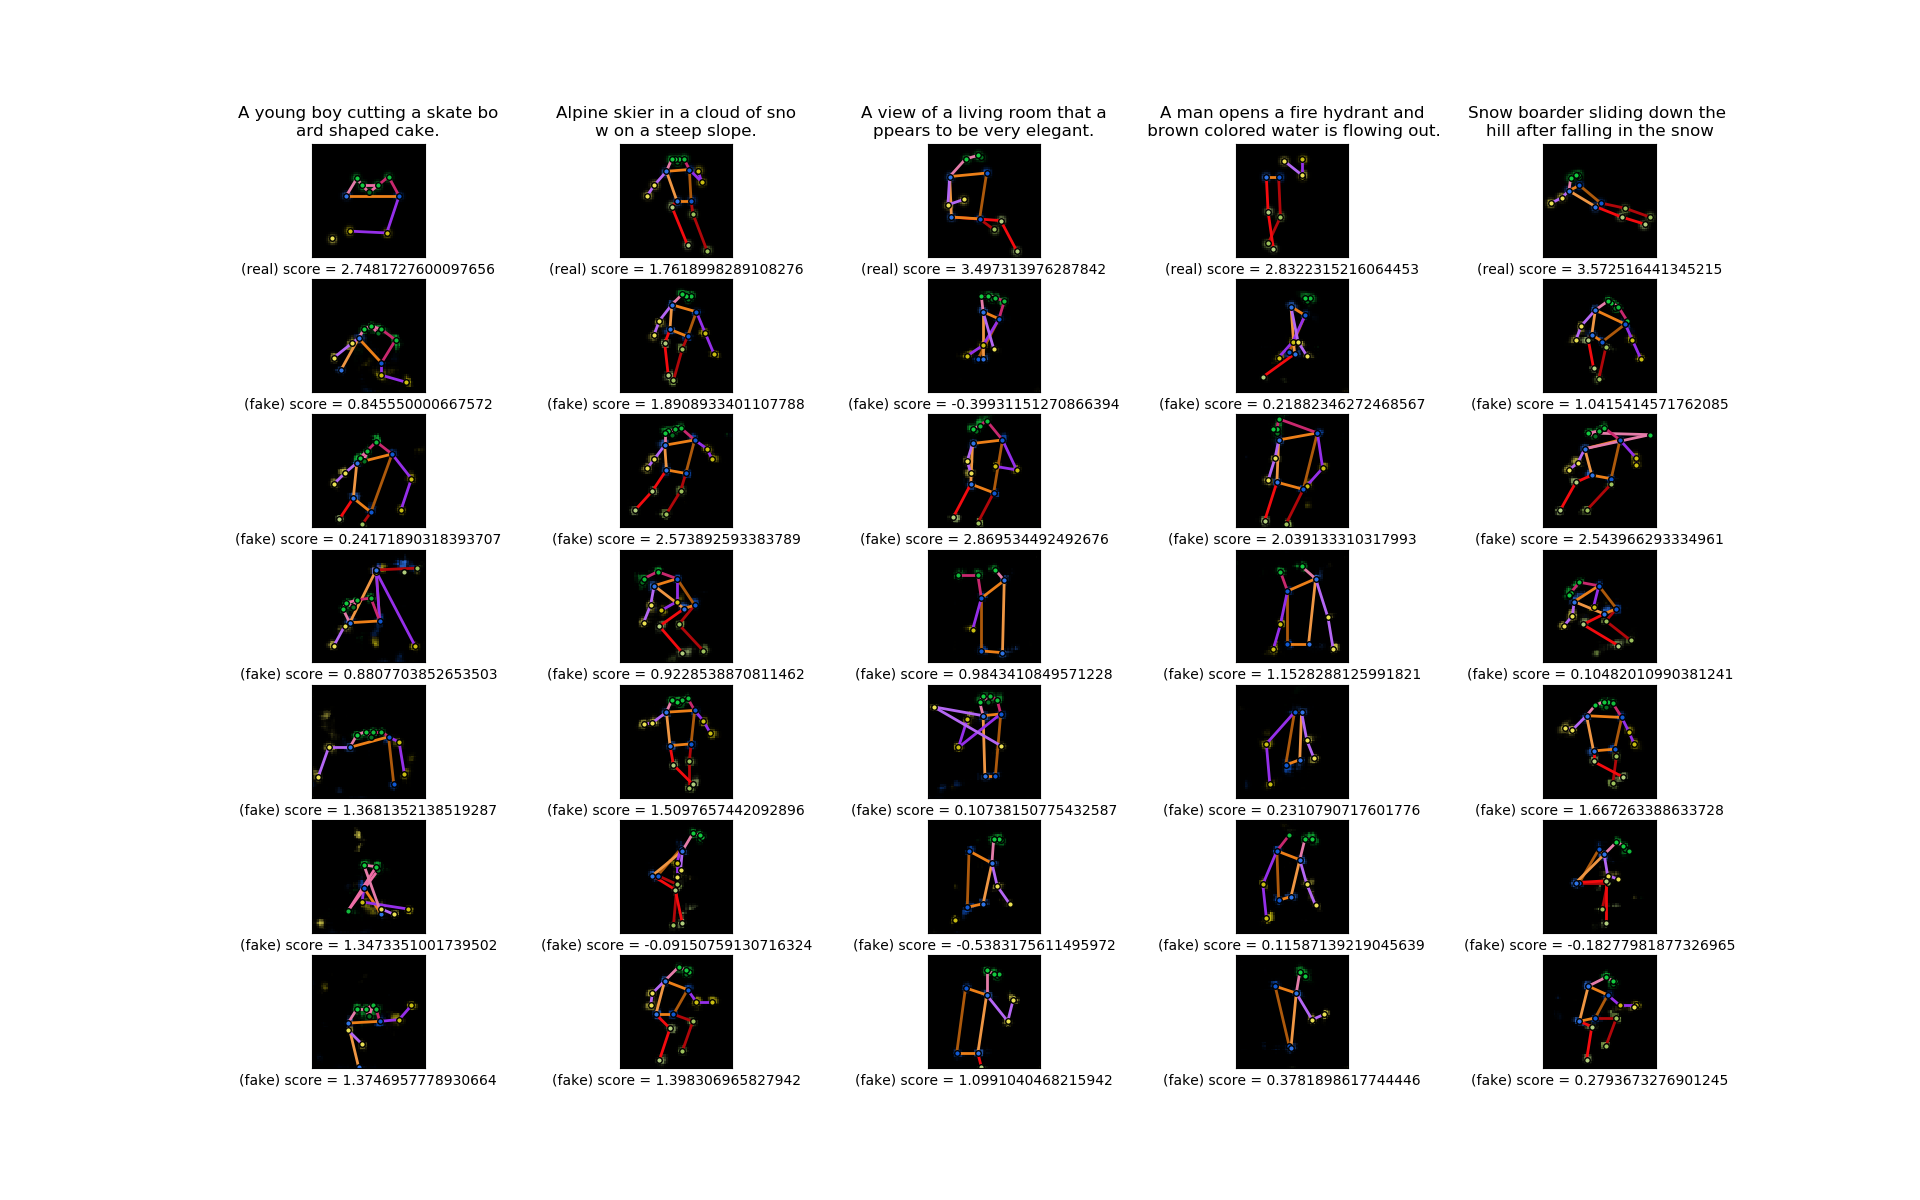 A young boy cutting a skate bo
ard shaped cake.
Alpine skier in a cloud of sno
w on a steep slope.
A view of a living room that a
ppears to be very elegant.
A man opens a fire hydrant and
brown colored water is flowing out.
Snow boarder sliding down the
hill after falling in the snow
(real) score = 2.7481727600097656
(real) score = 1.7618998289108276
(real) score = 3.497313976287842
(real) score = 2.8322315216064453
(real) score = 3.572516441345215
(fake) score = 0.845550000667572
(fake) score = 1.8908933401107788
(fake) score = -0.39931151270866394
(fake) score = 0.21882346272468567
(fake) score = 1.0415414571762085
(fake) score = 0.24171890318393707
(fake) score = 2.573892593383789
(fake) score = 2.869534492492676
(fake) score = 2.039133310317993
(fake) score = 2.543966293334961
(fake) score = 0.8807703852653503
(fake) score = 0.9228538870811462
(fake) score = 0.9843410849571228
(fake) score = 1.1528288125991821
(fake) score = 0.10482010990381241
(fake) score = 1.3681352138519287
(fake) score = 1.5097657442092896
(fake) score = 0.10738150775432587
(fake) score = 0.2310790717601776
(fake) score = 1.667263388633728
(fake) score = 1.3473351001739502
(fake) score = -0.09150759130716324
(fake) score = -0.5383175611495972
(fake) score = 0.11587139219045639
(fake) score = -0.18277981877326965
(fake) score = 1.3746957778930664
(fake) score = 1.398306965827942
(fake) score = 1.0991040468215942
(fake) score = 0.3781898617744446
(fake) score = 0.2793673276901245